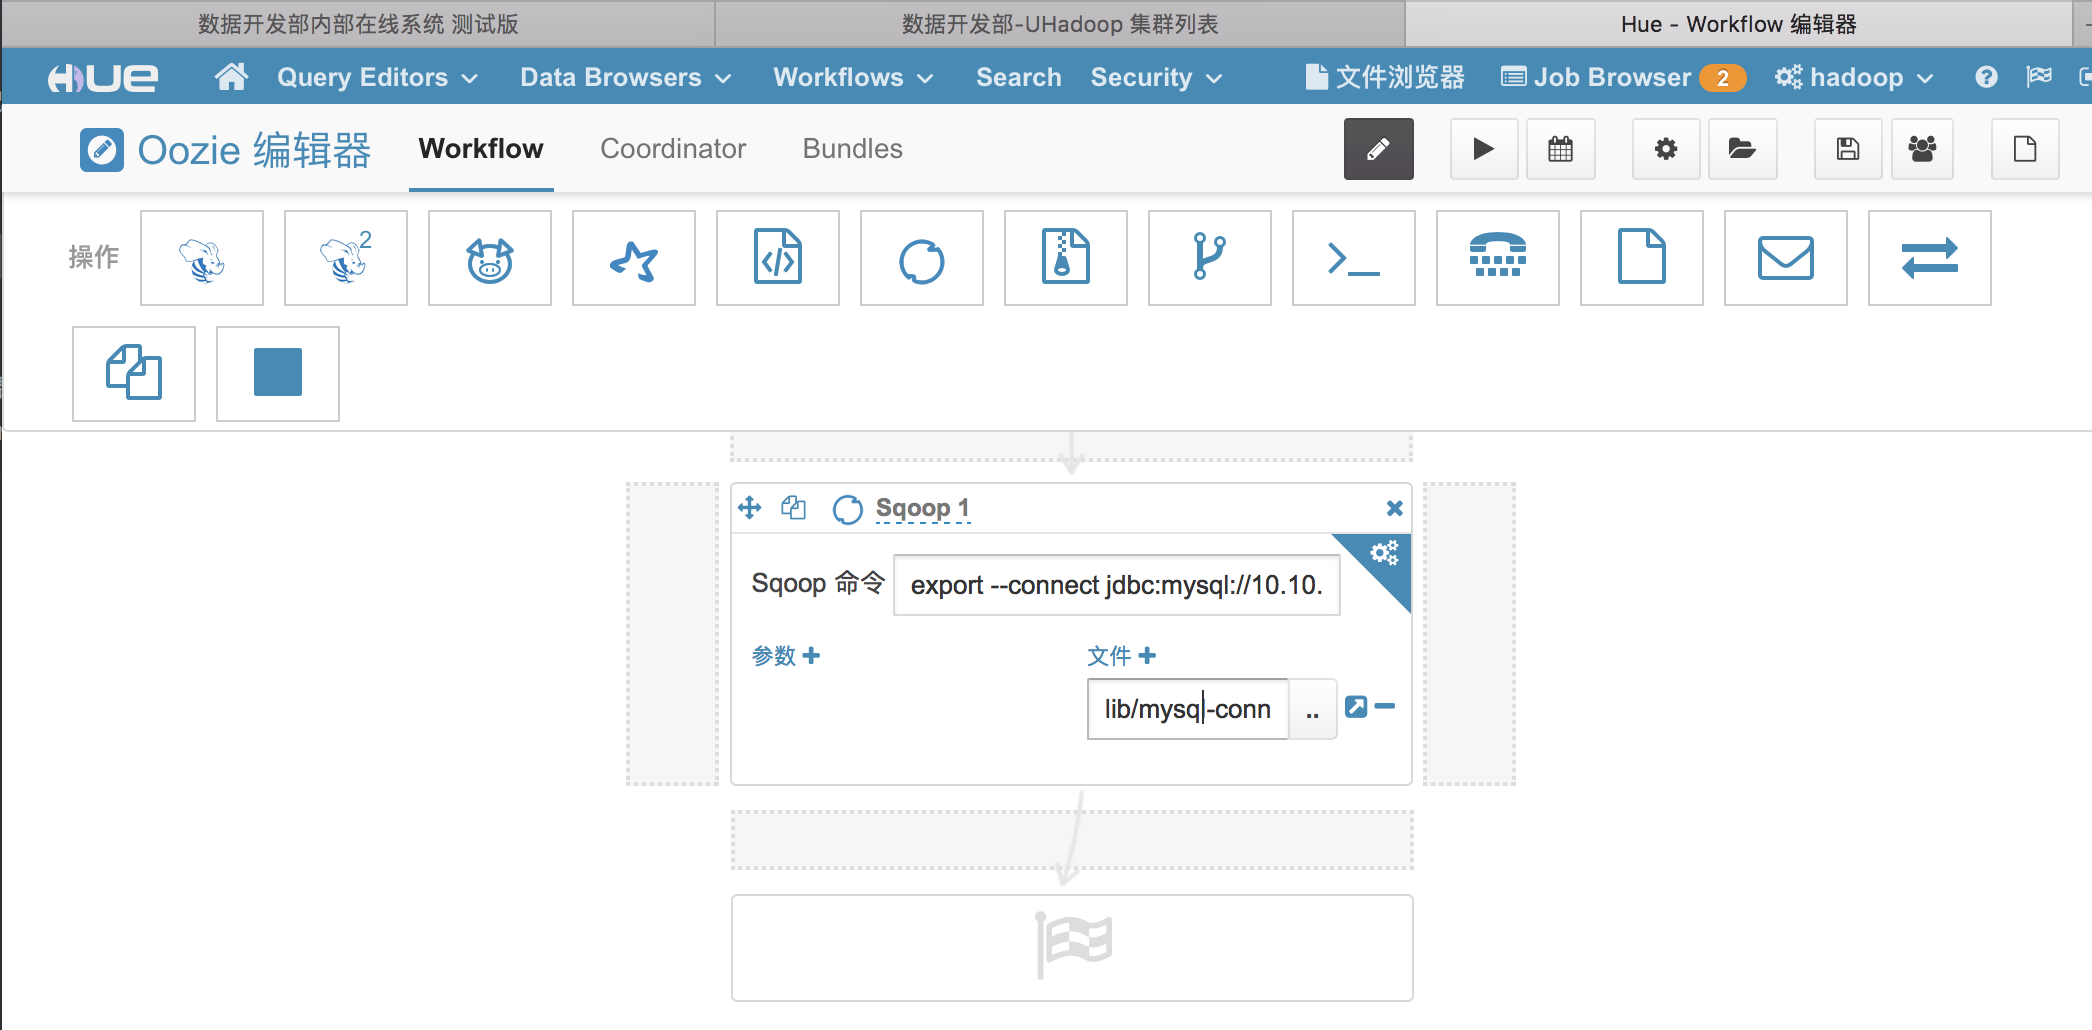 数据开发部内部在线系统 测试版
数据开发部-UHadoop 集群列表
Hue - Workflow 编辑器
HUE
Query Editors
Data Browsers
Workflows
Search
Security
文件浏览器
Job Browser 2
hadoop
Oozie 编辑器
Workflow
Coordinator
Bundles
操作
2
Sqoop 1
Sqoop 命令
export --connect jdbc:mysql://10.10.
参数
文件
lib/mysql-conn
..